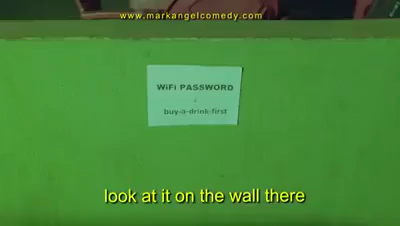 www.markangelcomedy.com
WiFi PASSWORD
buy-a-drink-first
look at it on the wall there